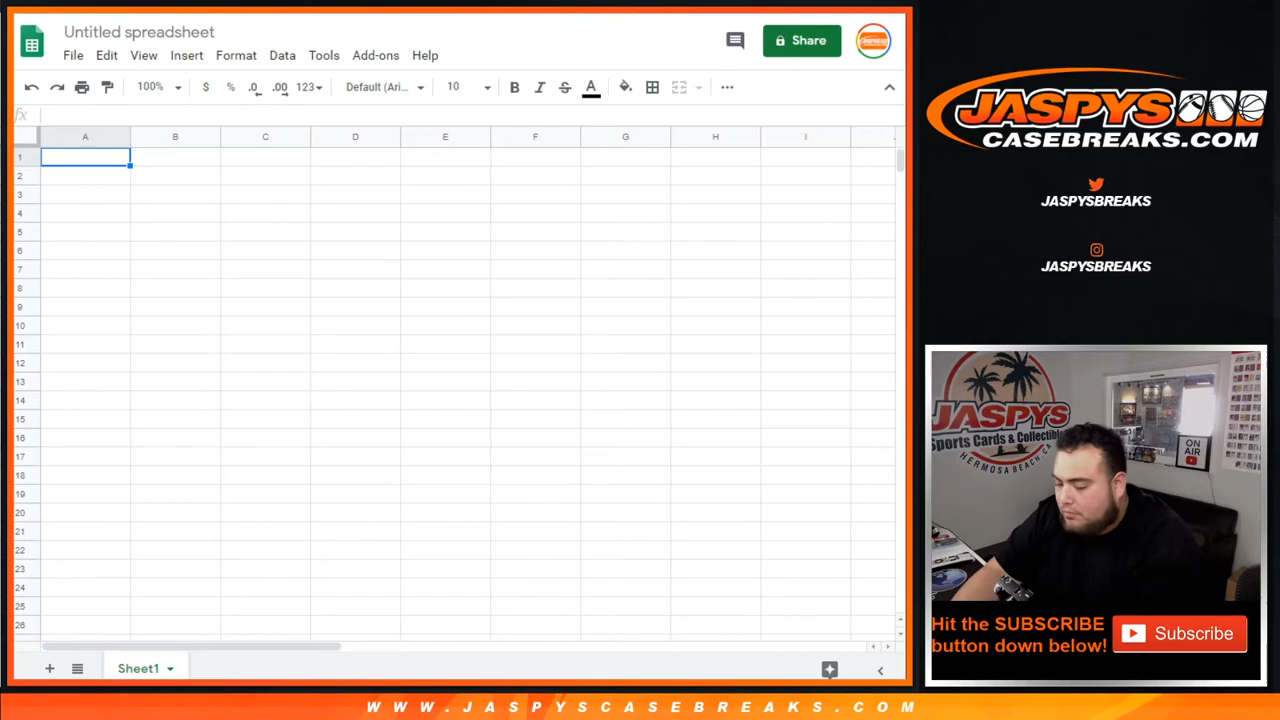 Untitled spreadsheet
File Edit View Insert Format Data Tools Add-ons Help
Share
100% $ % .0 .00 123 Default (Ari... 10 B I S A
fx
A B C D E F G H I
1
2
3
4
5
6
7
8
9
10
11
12
13
14
15
16
17
18
19
20
21
22
23
24
25
26
Sheet1
JASPYS
CASEBREAKS.COM
JASPYSBREAKS
JASPYSBREAKS
JASPYS
Sports Cards & Collectible
HERMOSA BEACH, CA
ON
AIR
Hit the SUBSCRIBE
button down below!
Subscribe
WWW.JASPYSCASEBREAKS.COM